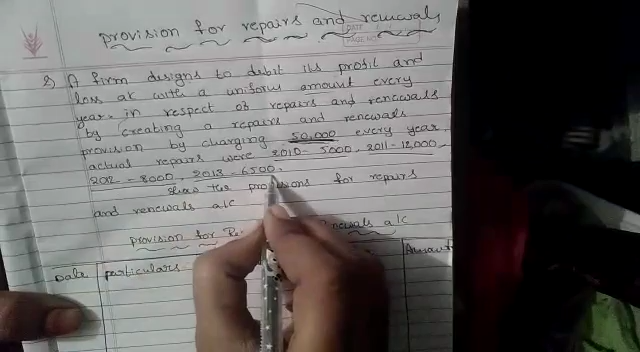 provision for repairs and renewals
DATE
PAGE NO.
8) A firm designs to debit its profit and
loss a/c with a uniform amount every
year in respect of repairs and renewals
by creating a repairs and renewals
provision by charging 50,000 every year.
actual repairs were 2010 - 5000, 2011 - 12,000,
2012 - 8000, 2013 - 6500.
show the provisions for repairs
and renewals a/c
provision for renewals a/c
Date particulars Amount